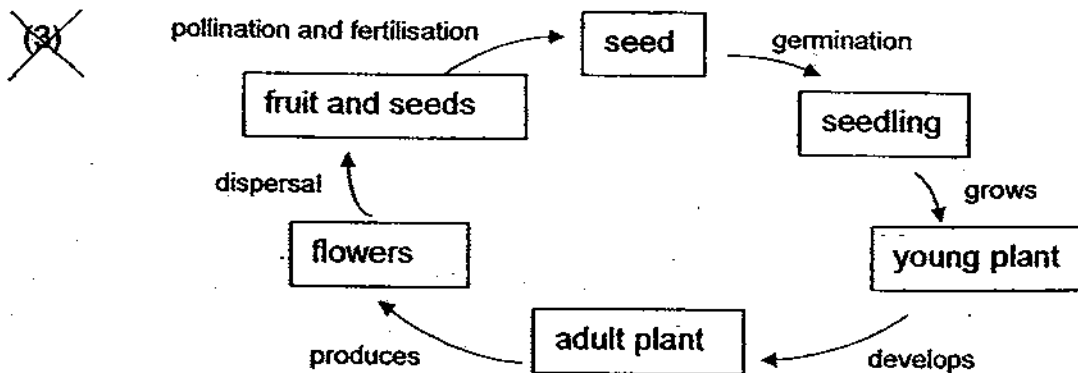 (3)
pollination and fertilisation
seed
germination
fruit and seeds
seedling
dispersal
grows
flowers
young plant
adult plant
produces
develops